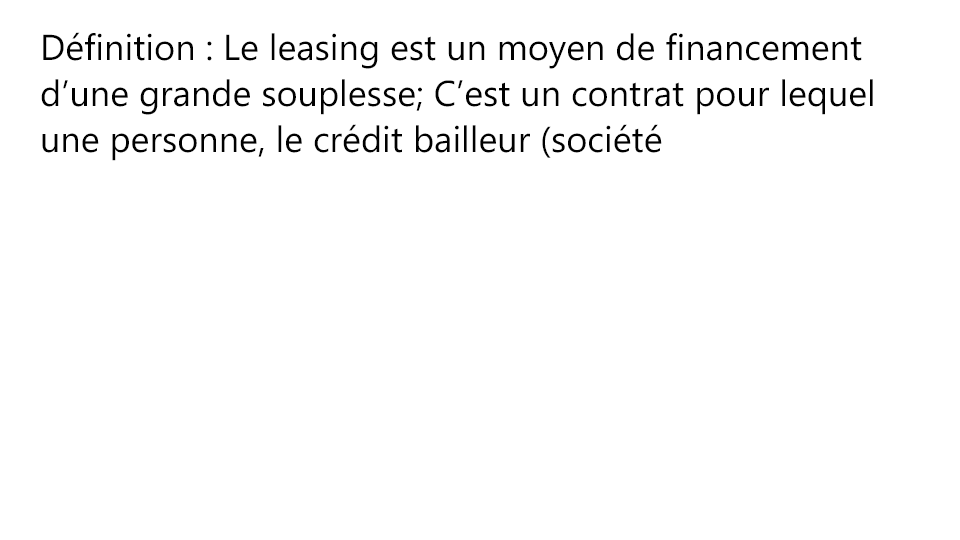 Définition : Le leasing est un moyen de financement
d’une grande souplesse; C’est un contrat pour lequel
une personne, le crédit bailleur (société